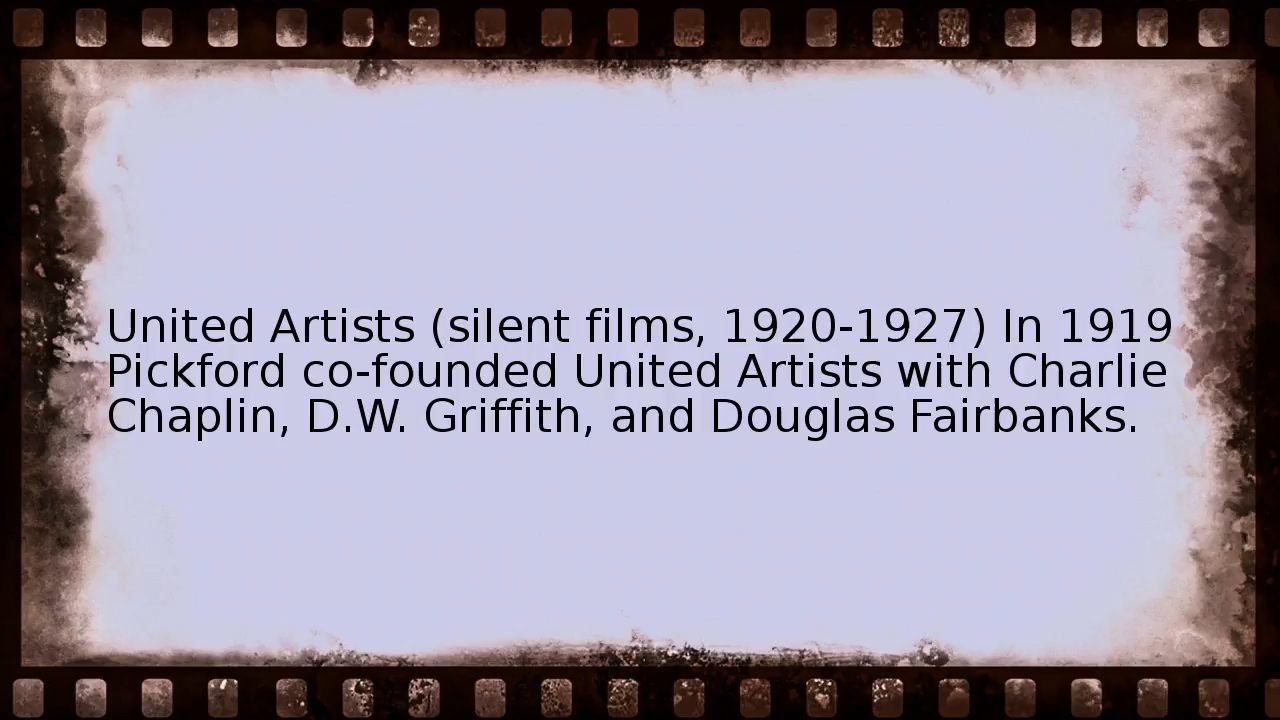 United Artists (silent films, 1920-1927) In 1919
Pickford co-founded United Artists with Charlie
Chaplin, D.W. Griffith, and Douglas Fairbanks.